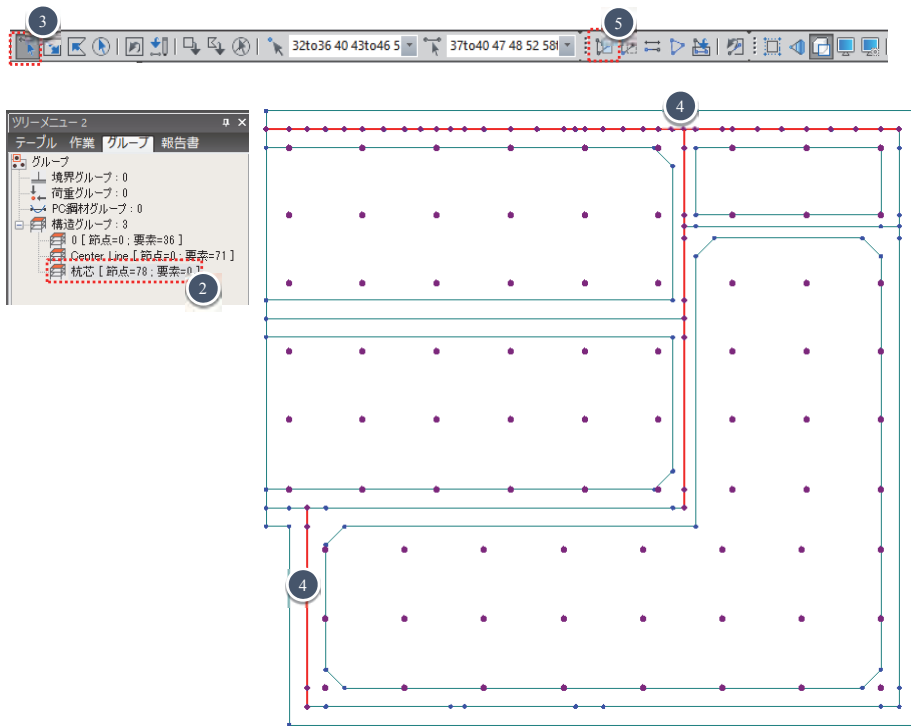 3
5
32to36 40 43to46 5
37to40 47 48 52 58t
ツリーメニュー 2
テーブル 作業 グループ 報告書
グループ
境界グループ : 0
荷重グループ : 0
PC鋼材グループ : 0
構造グループ : 3
0 [ 節点=0 ; 要素=36 ]
Center Line [ 節点=0 ; 要素=71 ]
杭芯 [ 節点=78 ; 要素=0 ]
2
4
4